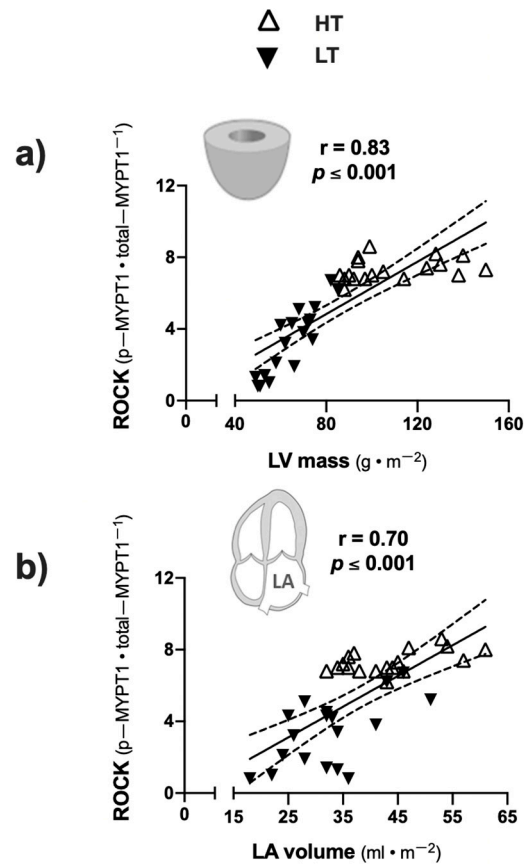 HT
LT
a)
r = 0.83
p ≤ 0.001
ROCK (p—MYPT1 • total—MYPT1⁻¹)
12
8
4
0
0
40
80
120
160
LV mass (g • m⁻²)
b)
LA
r = 0.70
p ≤ 0.001
ROCK (p—MYPT1 • total—MYPT1⁻¹)
12
8
4
0
0
15
25
35
45
55
65
LA volume (ml • m⁻²)